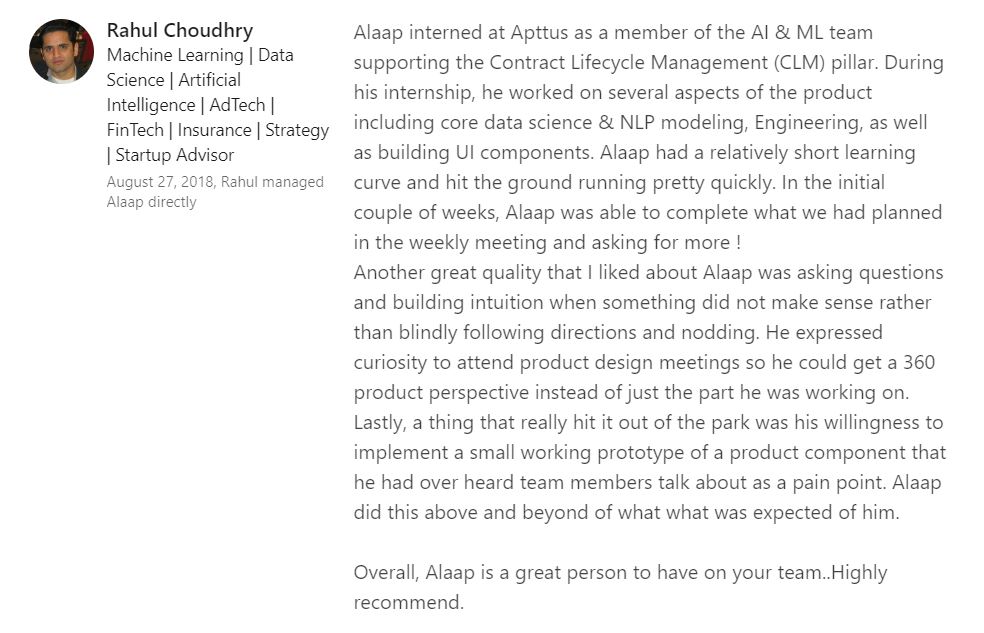 Rahul Choudhry
Machine Learning | Data
Science | Artificial
Intelligence | AdTech |
FinTech | Insurance | Strategy
| Startup Advisor
August 27, 2018, Rahul managed
Alaap directly
Alaap interned at Apttus as a member of the AI & ML team
supporting the Contract Lifecycle Management (CLM) pillar. During
his internship, he worked on several aspects of the product
including core data science & NLP modeling, Engineering, as well
as building UI components. Alaap had a relatively short learning
curve and hit the ground running pretty quickly. In the initial
couple of weeks, Alaap was able to complete what we had planned
in the weekly meeting and asking for more !
Another great quality that I liked about Alaap was asking questions
and building intuition when something did not make sense rather
than blindly following directions and nodding. He expressed
curiosity to attend product design meetings so he could get a 360
product perspective instead of just the part he was working on.
Lastly, a thing that really hit it out of the park was his willingness to
implement a small working prototype of a product component that
he had over heard team members talk about as a pain point. Alaap
did this above and beyond of what what was expected of him.
Overall, Alaap is a great person to have on your team..Highly
recommend.